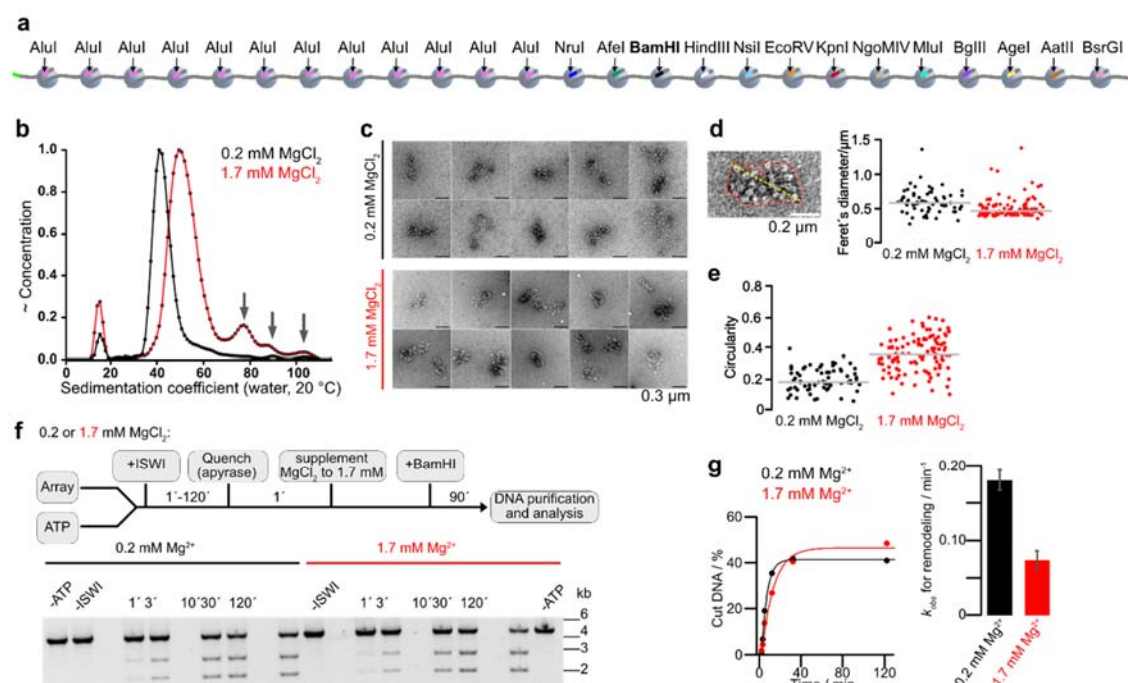 a
AluI AluI AluI AluI AluI AluI AluI AluI AluI AluI AluI AluI NruI AfeI BamHI HindIII NsiI EcoRV KpnI NgoMIV MluI BglII AgeI AatII BsrGI
b
0.2 mM MgCl₂
1.7 mM MgCl₂
~ Concentration
1.0
0.8
0.6
0.4
0.2
0.0
0 20 40 60 80 100
Sedimentation coefficient (water, 20 °C)
c
0.2 mM MgCl₂
1.7 mM MgCl₂
0.3 µm
d
0.2 µm
Feret´s diameter/µm
1.5
1.0
0.5
0
0.2 mM MgCl₂ 1.7 mM MgCl₂
e
Circularity
0.8
0.6
0.4
0.2
0
0.2 mM MgCl₂ 1.7 mM MgCl₂
f
0.2 or 1.7 mM MgCl₂:
Array
ATP
+ISWI
Quench
(apyrase)
supplement
MgCl₂ to 1.7 mM
+BamHI
1´-120´ 1´ 90´
DNA purification
and analysis
0.2 mM Mg²⁺ 1.7 mM Mg²⁺
-ATP -ISWI 1´ 3´ 10´30´ 120´ -ISWI 1´ 3´ 10´30´ 120´ -ATP kb
6
4
3
2
g
0.2 mM Mg²⁺
1.7 mM Mg²⁺
Cut DNA / %
60
40
20
0
0 40 80 120
Time / min
kobs for remodeling / min⁻¹
0.20
0.10
0
0.2 mM Mg²⁺
1.7 mM Mg²⁺